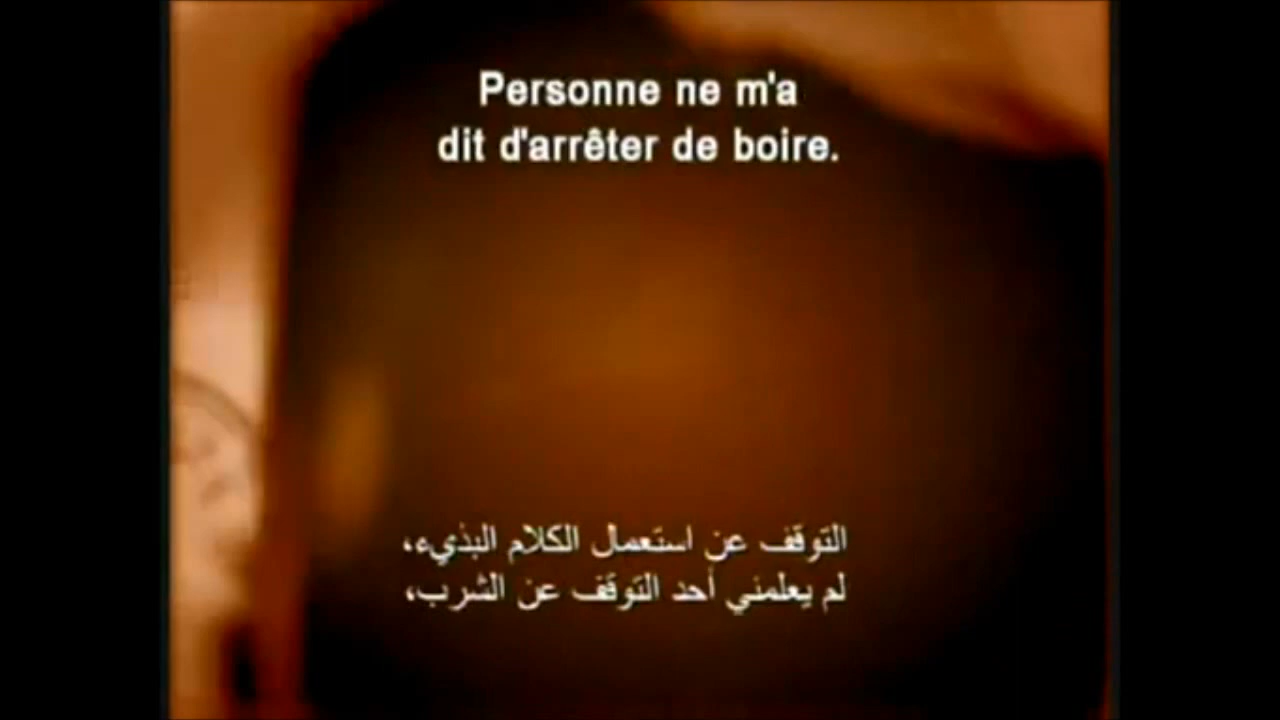 Personne ne m'a
dit d'arrêter de boire.
التوقف عن استعمال الكلام البذيء،
لم يعلمني أحد التوقف عن الشرب،